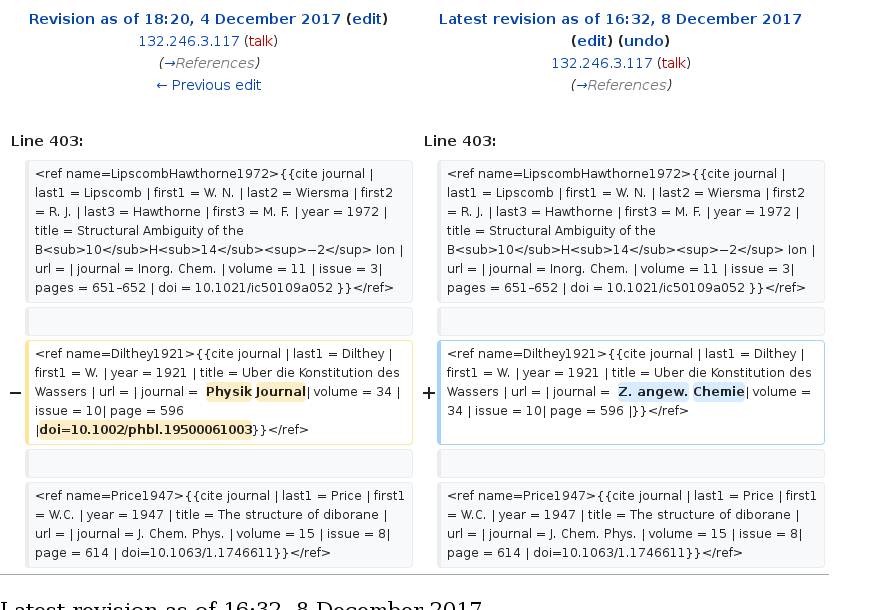 Revision as of 18:20, 4 December 2017 (edit)
132.246.3.117 (talk)
(→References)
← Previous edit
Latest revision as of 16:32, 8 December 2017
(edit) (undo)
132.246.3.117 (talk)
(→References)
Line 403:
Line 403:
<ref name=LipscombHawthorne1972>{{cite journal |
last1 = Lipscomb | first1 = W. N. | last2 = Wiersma | first2
= R. J. | last3 = Hawthorne | first3 = M. F. | year = 1972 |
title = Structural Ambiguity of the
B<sub>10</sub>H<sub>14</sub><sup>−2</sup> Ion |
url = | journal = Inorg. Chem. | volume = 11 | issue = 3|
pages = 651–652 | doi = 10.1021/ic50109a052 }}</ref>
<ref name=LipscombHawthorne1972>{{cite journal |
last1 = Lipscomb | first1 = W. N. | last2 = Wiersma | first2
= R. J. | last3 = Hawthorne | first3 = M. F. | year = 1972 |
title = Structural Ambiguity of the
B<sub>10</sub>H<sub>14</sub><sup>−2</sup> Ion |
url = | journal = Inorg. Chem. | volume = 11 | issue = 3|
pages = 651–652 | doi = 10.1021/ic50109a052 }}</ref>
−
<ref name=Dilthey1921>{{cite journal | last1 = Dilthey |
first1 = W. | year = 1921 | title = Uber die Konstitution des
Wassers | url = | journal = Physik Journal| volume = 34 |
issue = 10| page = 596
|doi=10.1002/phbl.19500061003}}</ref>
+
<ref name=Dilthey1921>{{cite journal | last1 = Dilthey |
first1 = W. | year = 1921 | title = Uber die Konstitution des
Wassers | url = | journal = Z. angew. Chemie| volume =
34 | issue = 10| page = 596 |}}</ref>
<ref name=Price1947>{{cite journal | last1 = Price | first1
= W.C. | year = 1947 | title = The structure of diborane |
url = | journal = J. Chem. Phys. | volume = 15 | issue = 8|
page = 614 | doi=10.1063/1.1746611}}</ref>
<ref name=Price1947>{{cite journal | last1 = Price | first1
= W.C. | year = 1947 | title = The structure of diborane |
url = | journal = J. Chem. Phys. | volume = 15 | issue = 8|
page = 614 | doi=10.1063/1.1746611}}</ref>
Latest revision as of 16:32, 8 December 2017